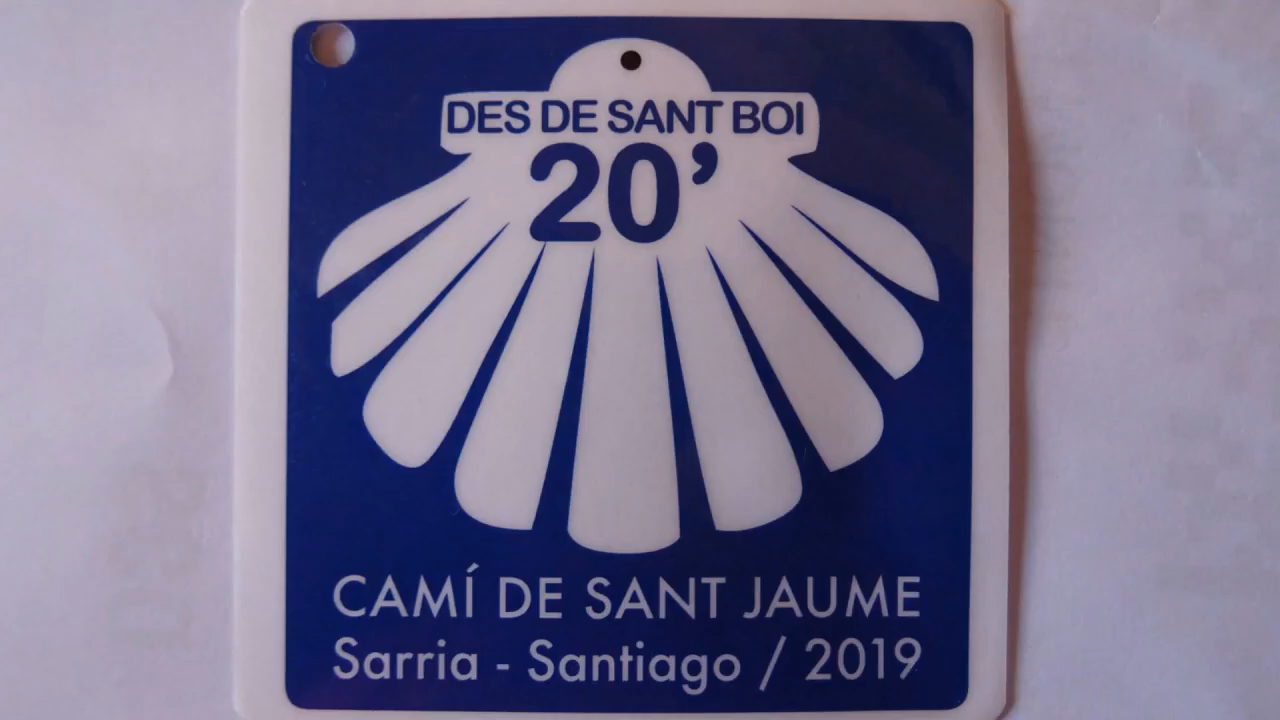 DES DE SANT BOI
20’
CAMÍ DE SANT JAUME
Sarria - Santiago / 2019